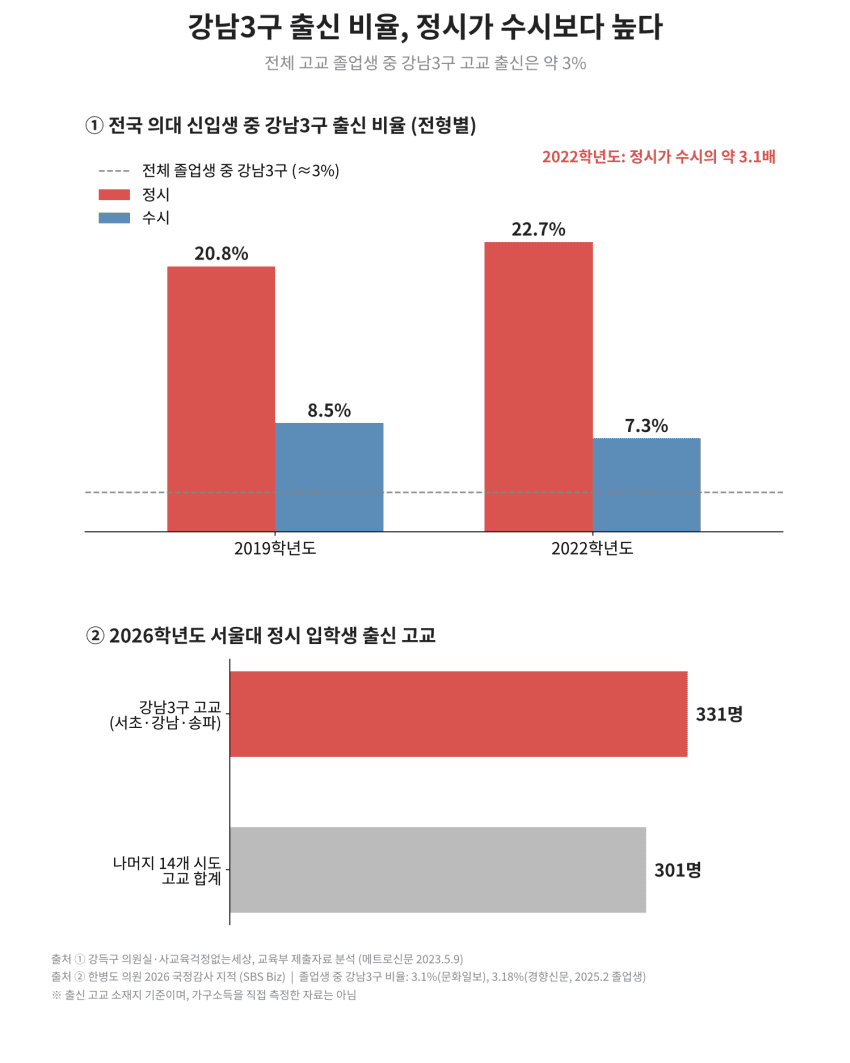 강남3구 출신 비율, 정시가 수시보다 높다
전체 고교 졸업생 중 강남3구 고교 출신은 약 3%
① 전국 의대 신입생 중 강남3구 출신 비율 (전형별)
2022학년도: 정시가 수시의 약 3.1배
전체 졸업생 중 강남3구 (≈3%)
정시
수시
20.8%
8.5%
22.7%
7.3%
2019학년도
2022학년도
② 2026학년도 서울대 정시 입학생 출신 고교
강남3구 고교
(서초·강남·송파)
331명
나머지 14개 시도
고교 합계
301명
출처 ① 강득구 의원실·사교육걱정없는세상, 교육부 제출자료 분석 (메트로신문 2023.5.9)
출처 ② 한병도 의원 2026 국정감사 지적 (SBS Biz) | 졸업생 중 강남3구 비율: 3.1%(문화일보), 3.18%(경향신문, 2025.2 졸업생)
※ 출신 고교 소재지 기준이며, 가구소득을 직접 측정한 자료는 아님